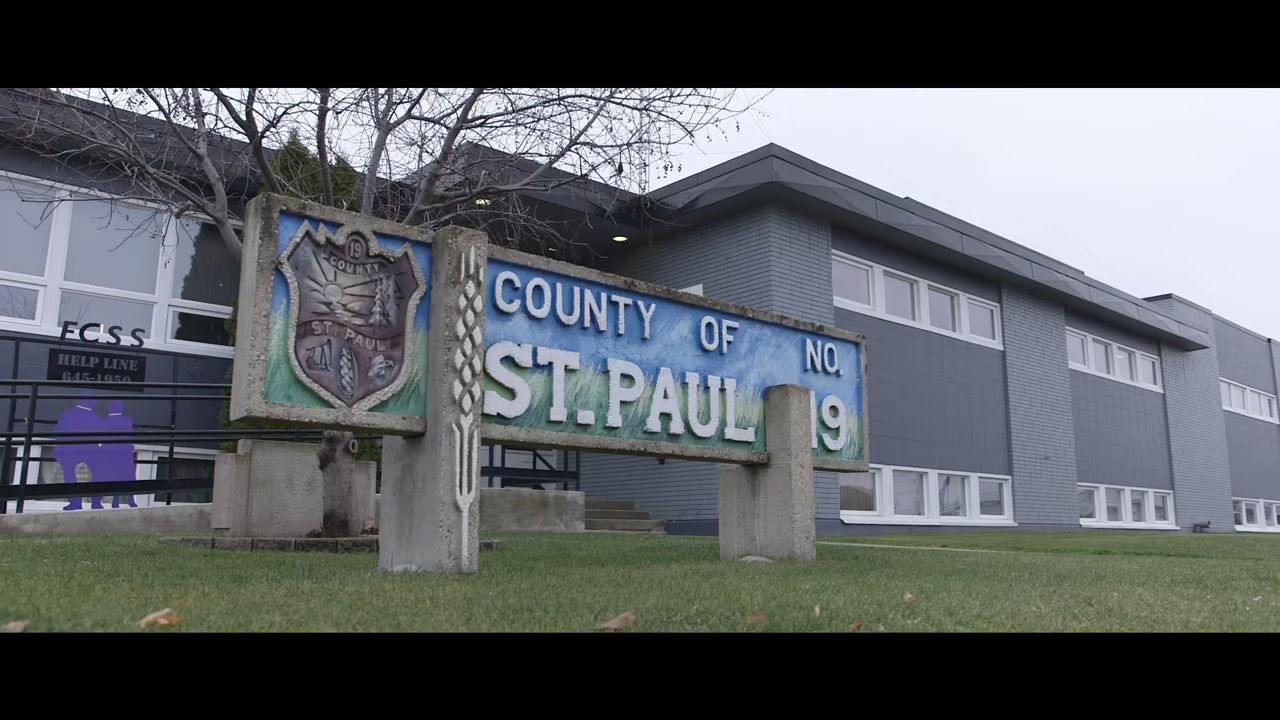 19
COUNTY
ST. PAUL
COUNTY OF NO.
ST. PAUL 19
FCSS
HELP LINE
645-1950